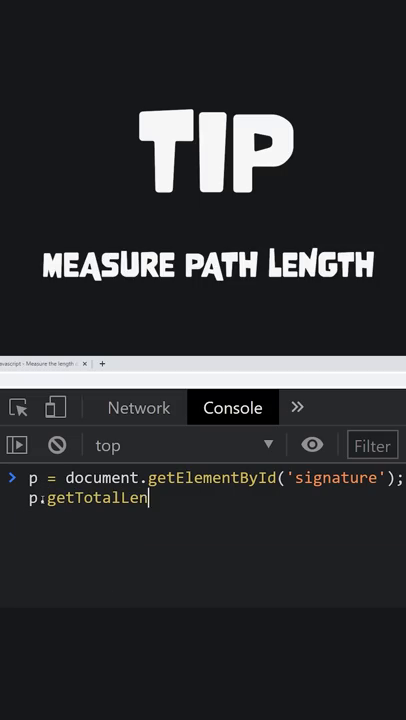 TIP
MEASURE PATH LENGTH
avascript - Measure the length
Network Console
top Filter
p = document.getElementById('signature');
p.getTotalLen